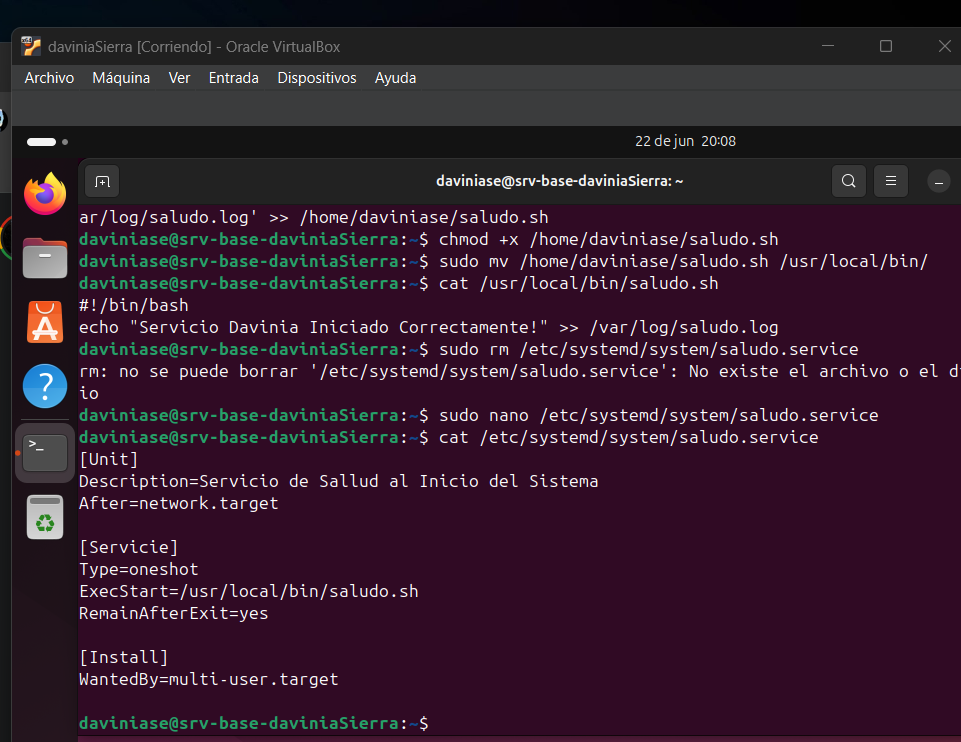 daviniaSierra [Corriendo] - Oracle VirtualBox
Archivo Máquina Ver Entrada Dispositivos Ayuda
22 de jun 20:08
daviniase@srv-base-daviniaSierra: ~
ar/log/saludo.log' >> /home/daviniase/saludo.sh
daviniase@srv-base-daviniaSierra:~$ chmod +x /home/daviniase/saludo.sh
daviniase@srv-base-daviniaSierra:~$ sudo mv /home/daviniase/saludo.sh /usr/local/bin/
daviniase@srv-base-daviniaSierra:~$ cat /usr/local/bin/saludo.sh
#!/bin/bash
echo "Servicio Davinia Iniciado Correctamente!" >> /var/log/saludo.log
daviniase@srv-base-daviniaSierra:~$ sudo rm /etc/systemd/system/saludo.service
rm: no se puede borrar '/etc/systemd/system/saludo.service': No existe el archivo o el d
io
daviniase@srv-base-daviniaSierra:~$ sudo nano /etc/systemd/system/saludo.service
daviniase@srv-base-daviniaSierra:~$ cat /etc/systemd/system/saludo.service
[Unit]
Description=Servicio de Sallud al Inicio del Sistema
After=network.target
[Servicie]
Type=oneshot
ExecStart=/usr/local/bin/saludo.sh
RemainAfterExit=yes
[Install]
WantedBy=multi-user.target
daviniase@srv-base-daviniaSierra:~$